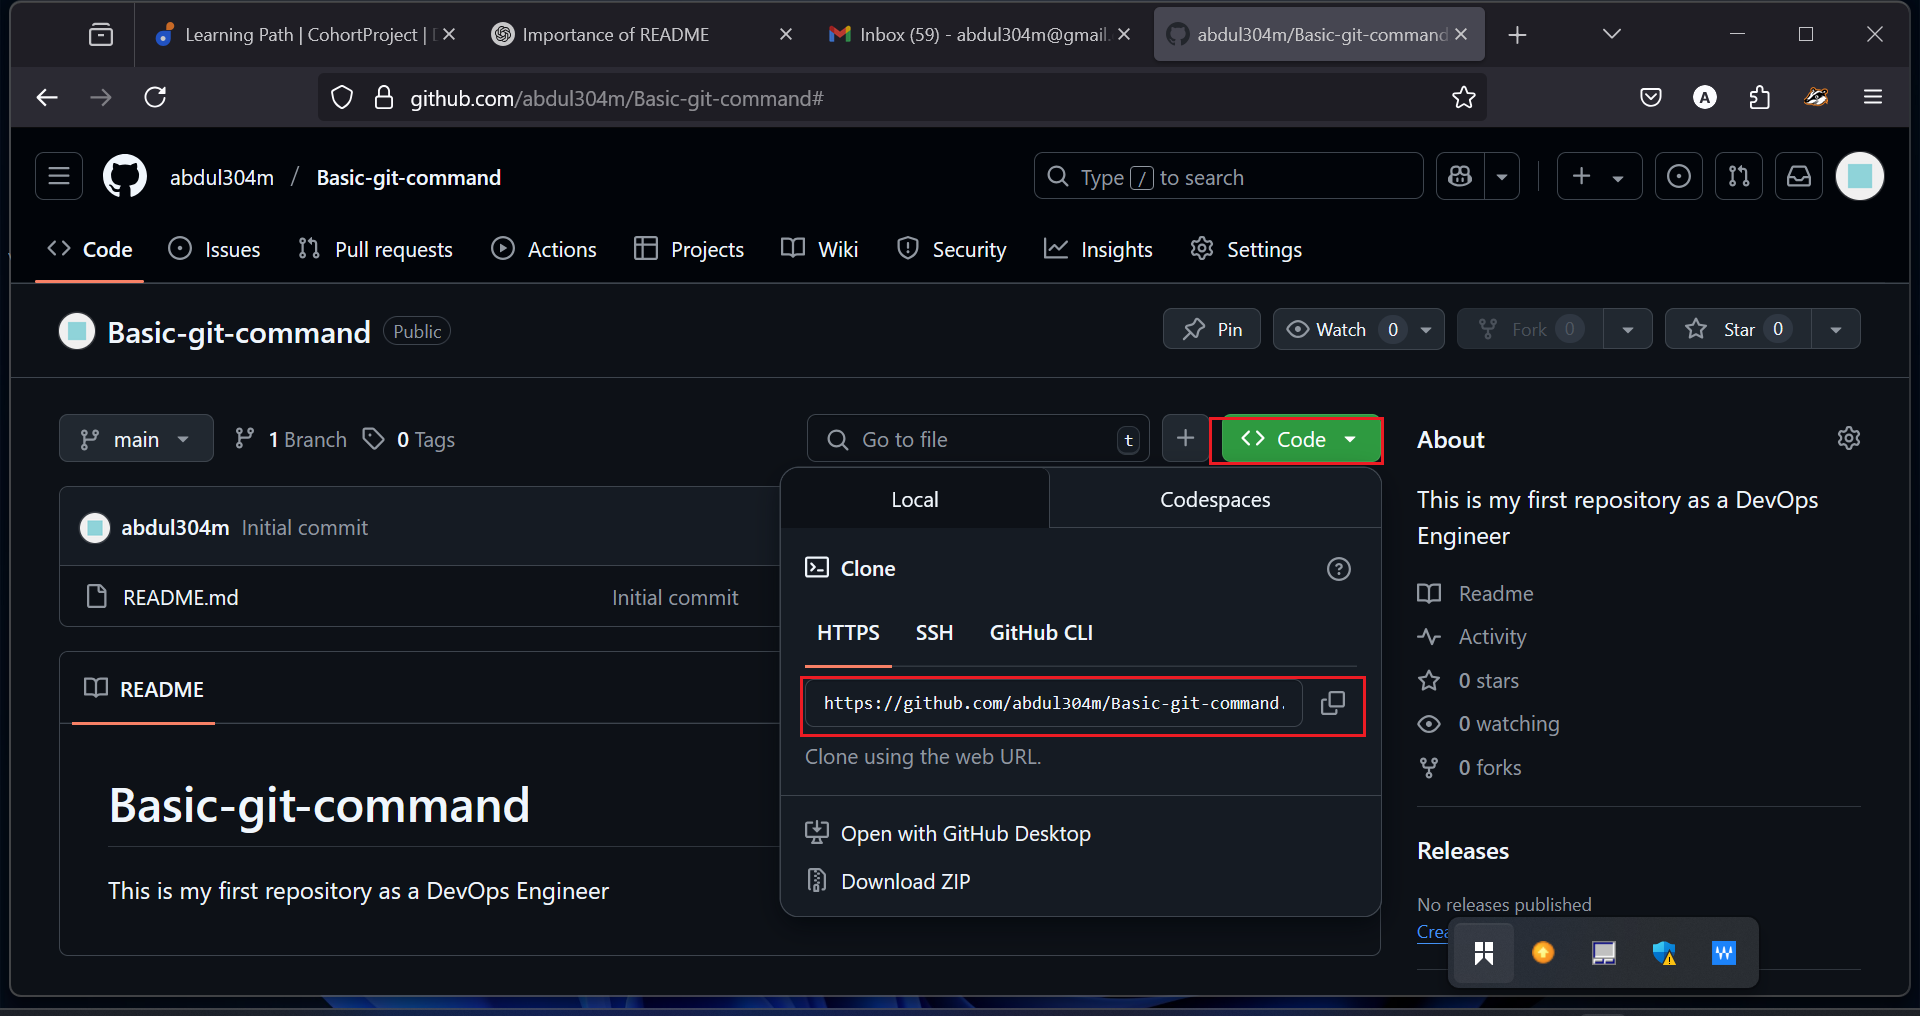 Learning Path | CohortProject |
Importance of README
Inbox (59) - abdul304m@gmail.
abdul304m/Basic-git-command
github.com/abdul304m/Basic-git-command#
A
abdul304m / Basic-git-command
Type / to search
Code
Issues
Pull requests
Actions
Projects
Wiki
Security
Insights
Settings
Basic-git-command Public
Pin
Watch 0
Fork 0
Star 0
main
1 Branch
0 Tags
Go to file t
+
Code
About
This is my first repository as a DevOps
Engineer
abdul304m Initial commit
README.md Initial commit
Local
Codespaces
Clone
HTTPS
SSH
GitHub CLI
https://github.com/abdul304m/Basic-git-command.
Clone using the web URL.
Open with GitHub Desktop
Download ZIP
README
Basic-git-command
This is my first repository as a DevOps Engineer
Readme
Activity
0 stars
0 watching
0 forks
Releases
No releases published
Crea